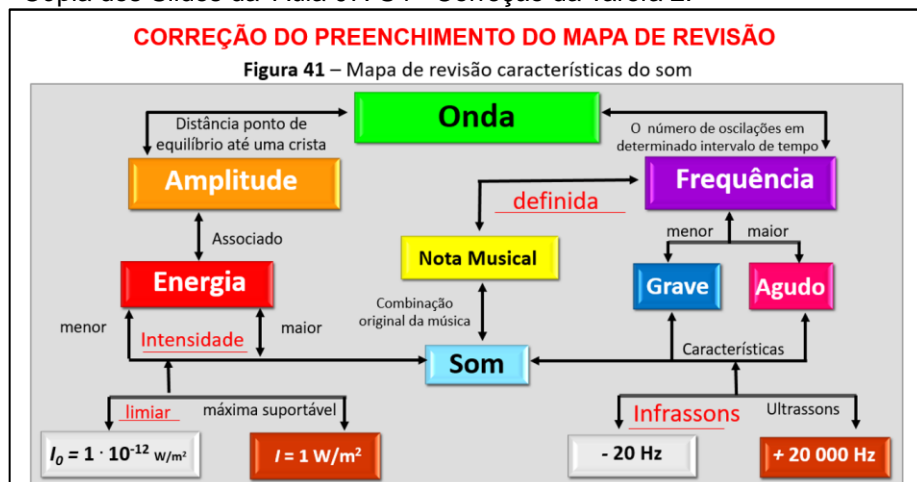 Cópia dos Slides da Aula 07: S4 - Correção da Tarefa 2.
CORREÇÃO DO PREENCHIMENTO DO MAPA DE REVISÃO
Figura 41 – Mapa de revisão características do som
Onda
Distância ponto de
equilíbrio até uma crista
O número de oscilações em
determinado intervalo de tempo
Amplitude
Frequência
definida
Associado
menor
maior
Nota Musical
Energia
Grave
Agudo
Combinação
original da música
menor
Intensidade
maior
Som
Características
limiar
máxima suportável
Infrassons
Ultrassons
I₀ = 1 · 10⁻¹² W/m²
I = 1 W/m²
- 20 Hz
+ 20 000 Hz